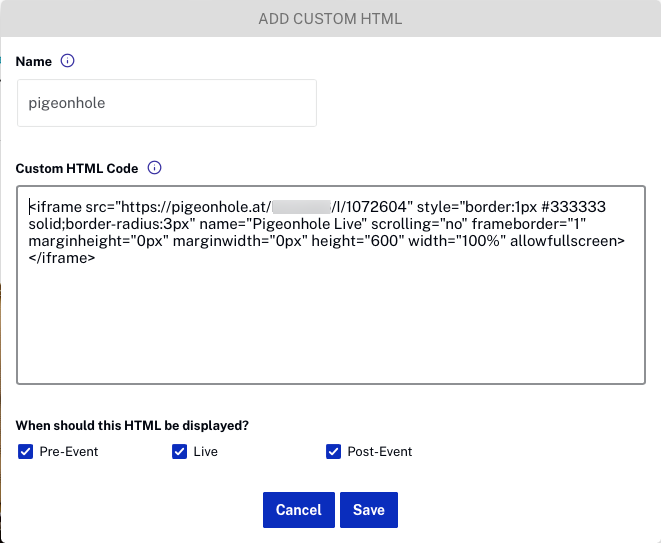 ADD CUSTOM HTML
Name
pigeonhole
Custom HTML Code
<iframe src="https://pigeonhole.at/ /I/1072604" style="border:1px #333333
solid;border-radius:3px" name="Pigeonhole Live" scrolling="no" frameborder="1"
marginheight="0px" marginwidth="0px" height="600" width="100%" allowfullscreen>
</iframe>
When should this HTML be displayed?
Pre-Event
Live
Post-Event
Cancel
Save